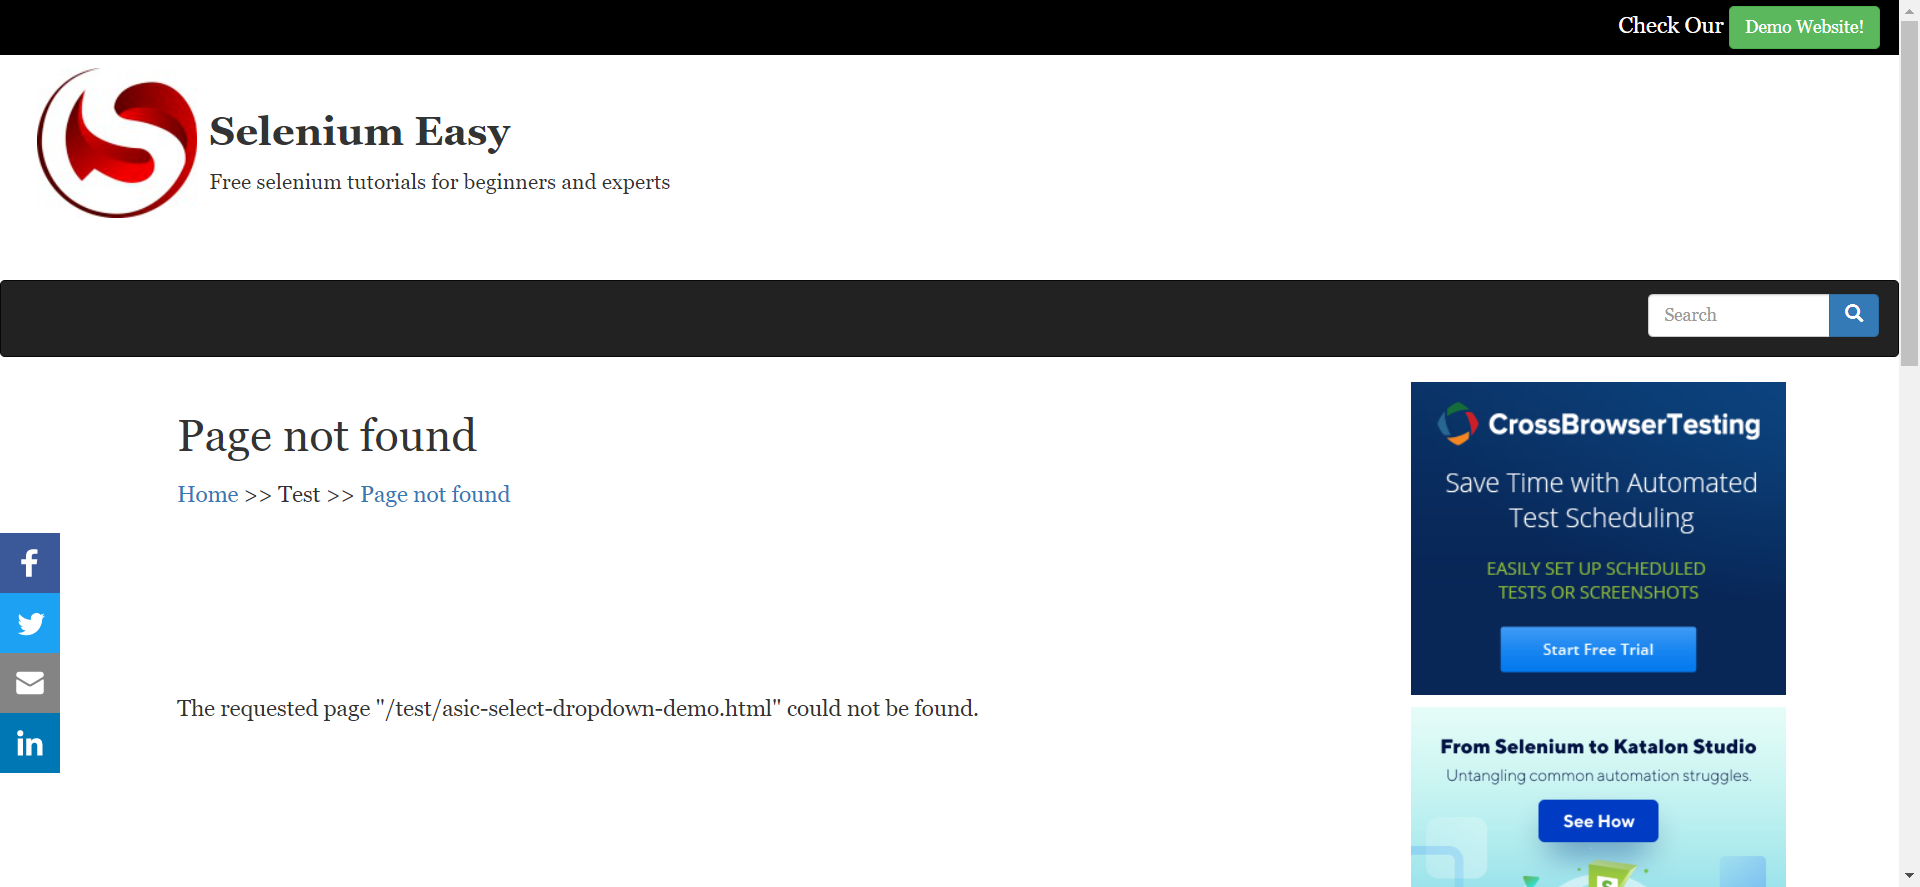 Check Our Demo Website!
Selenium Easy
Free selenium tutorials for beginners and experts
Search
Page not found
Home >> Test >> Page not found
The requested page "/test/asic-select-dropdown-demo.html" could not be found.
CrossBrowserTesting
Save Time with Automated
Test Scheduling
EASILY SET UP SCHEDULED
TESTS OR SCREENSHOTS
Start Free Trial
From Selenium to Katalon Studio
Untangling common automation struggles.
See How